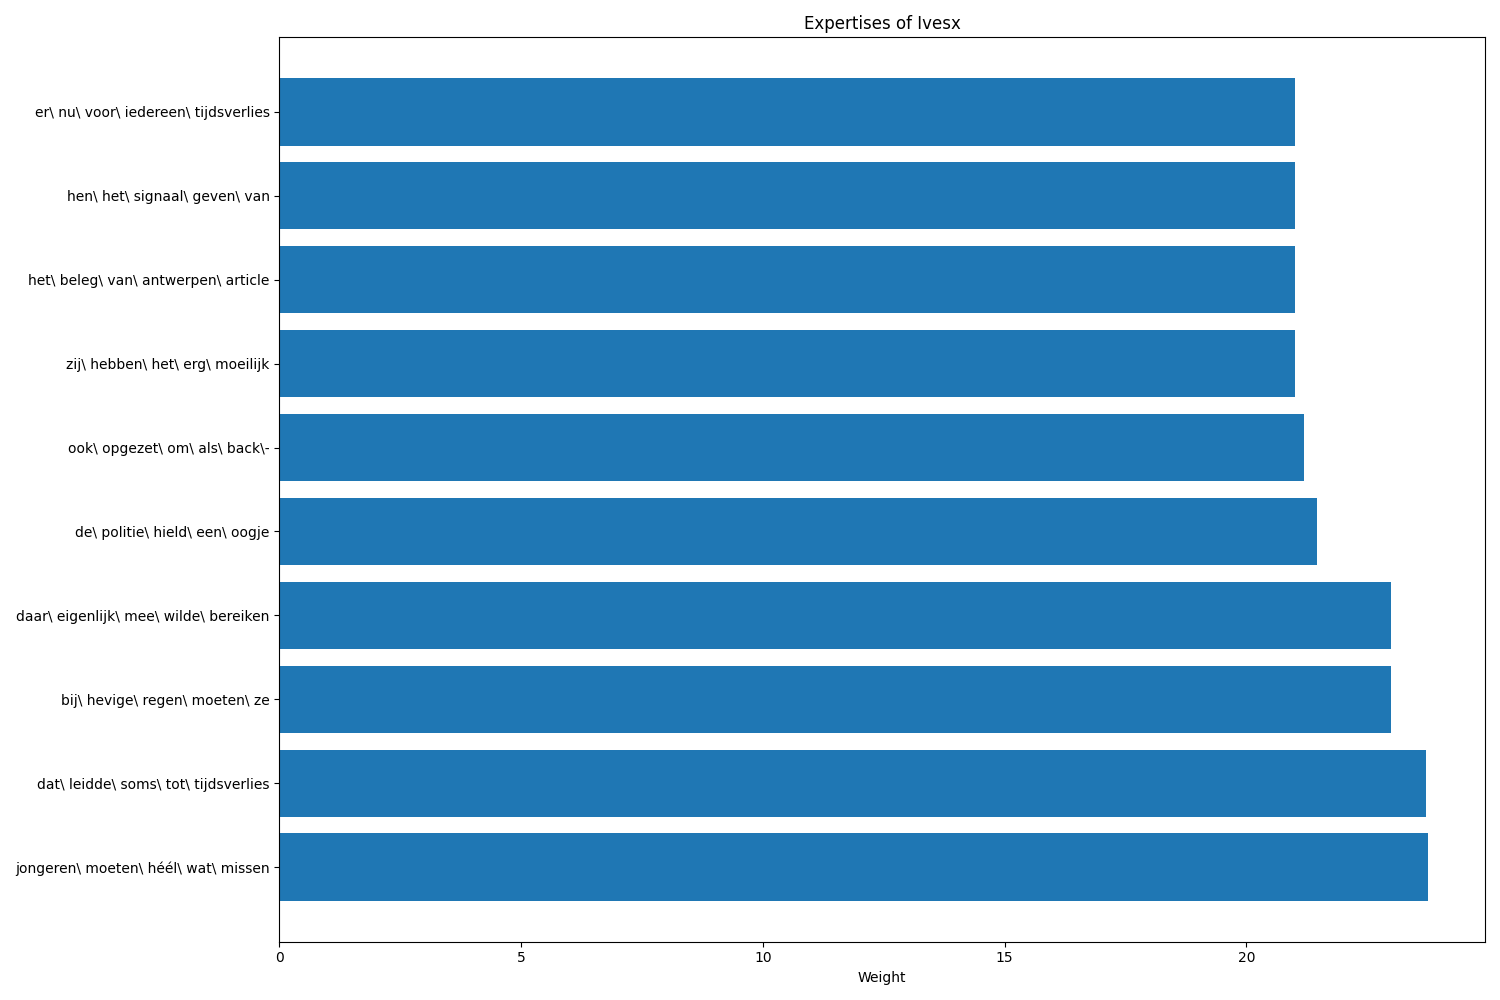 Expertises of Ivesx
er\ nu\ voor\ iedereen\ tijdsverlies
hen\ het\ signaal\ geven\ van
het\ beleg\ van\ antwerpen\ article
zij\ hebben\ het\ erg\ moeilijk
ook\ opgezet\ om\ als\ back\-
de\ politie\ hield\ een\ oogje
daar\ eigenlijk\ mee\ wilde\ bereiken
bij\ hevige\ regen\ moeten\ ze
dat\ leidde\ soms\ tot\ tijdsverlies
jongeren\ moeten\ héél\ wat\ missen
0 5 10 15 20
Weight